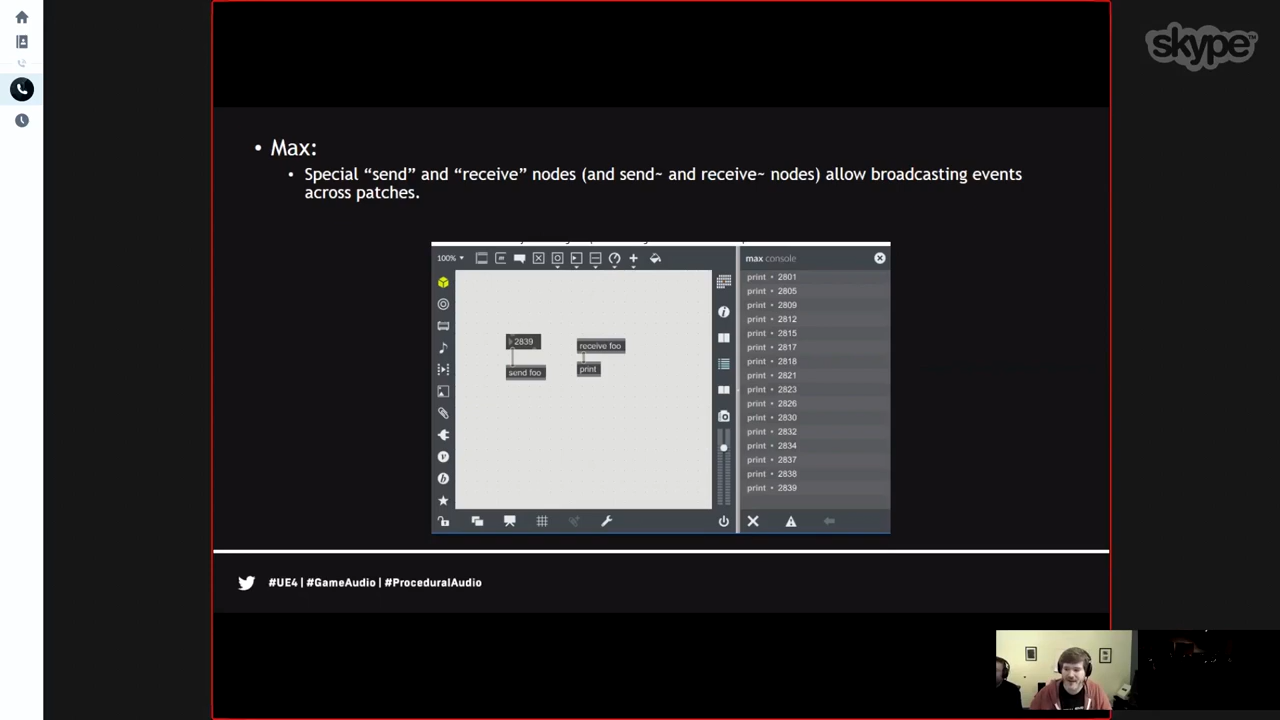 skype™
• Max:
• Special “send” and “receive” nodes (and send~ and receive~ nodes) allow broadcasting events
across patches.
100%
max console
2839
send foo
receive foo
print
print • 2801
print • 2805
print • 2809
print • 2812
print • 2815
print • 2817
print • 2818
print • 2821
print • 2823
print • 2826
print • 2830
print • 2832
print • 2834
print • 2837
print • 2838
print • 2839
#UE4 | #GameAudio | #ProceduralAudio